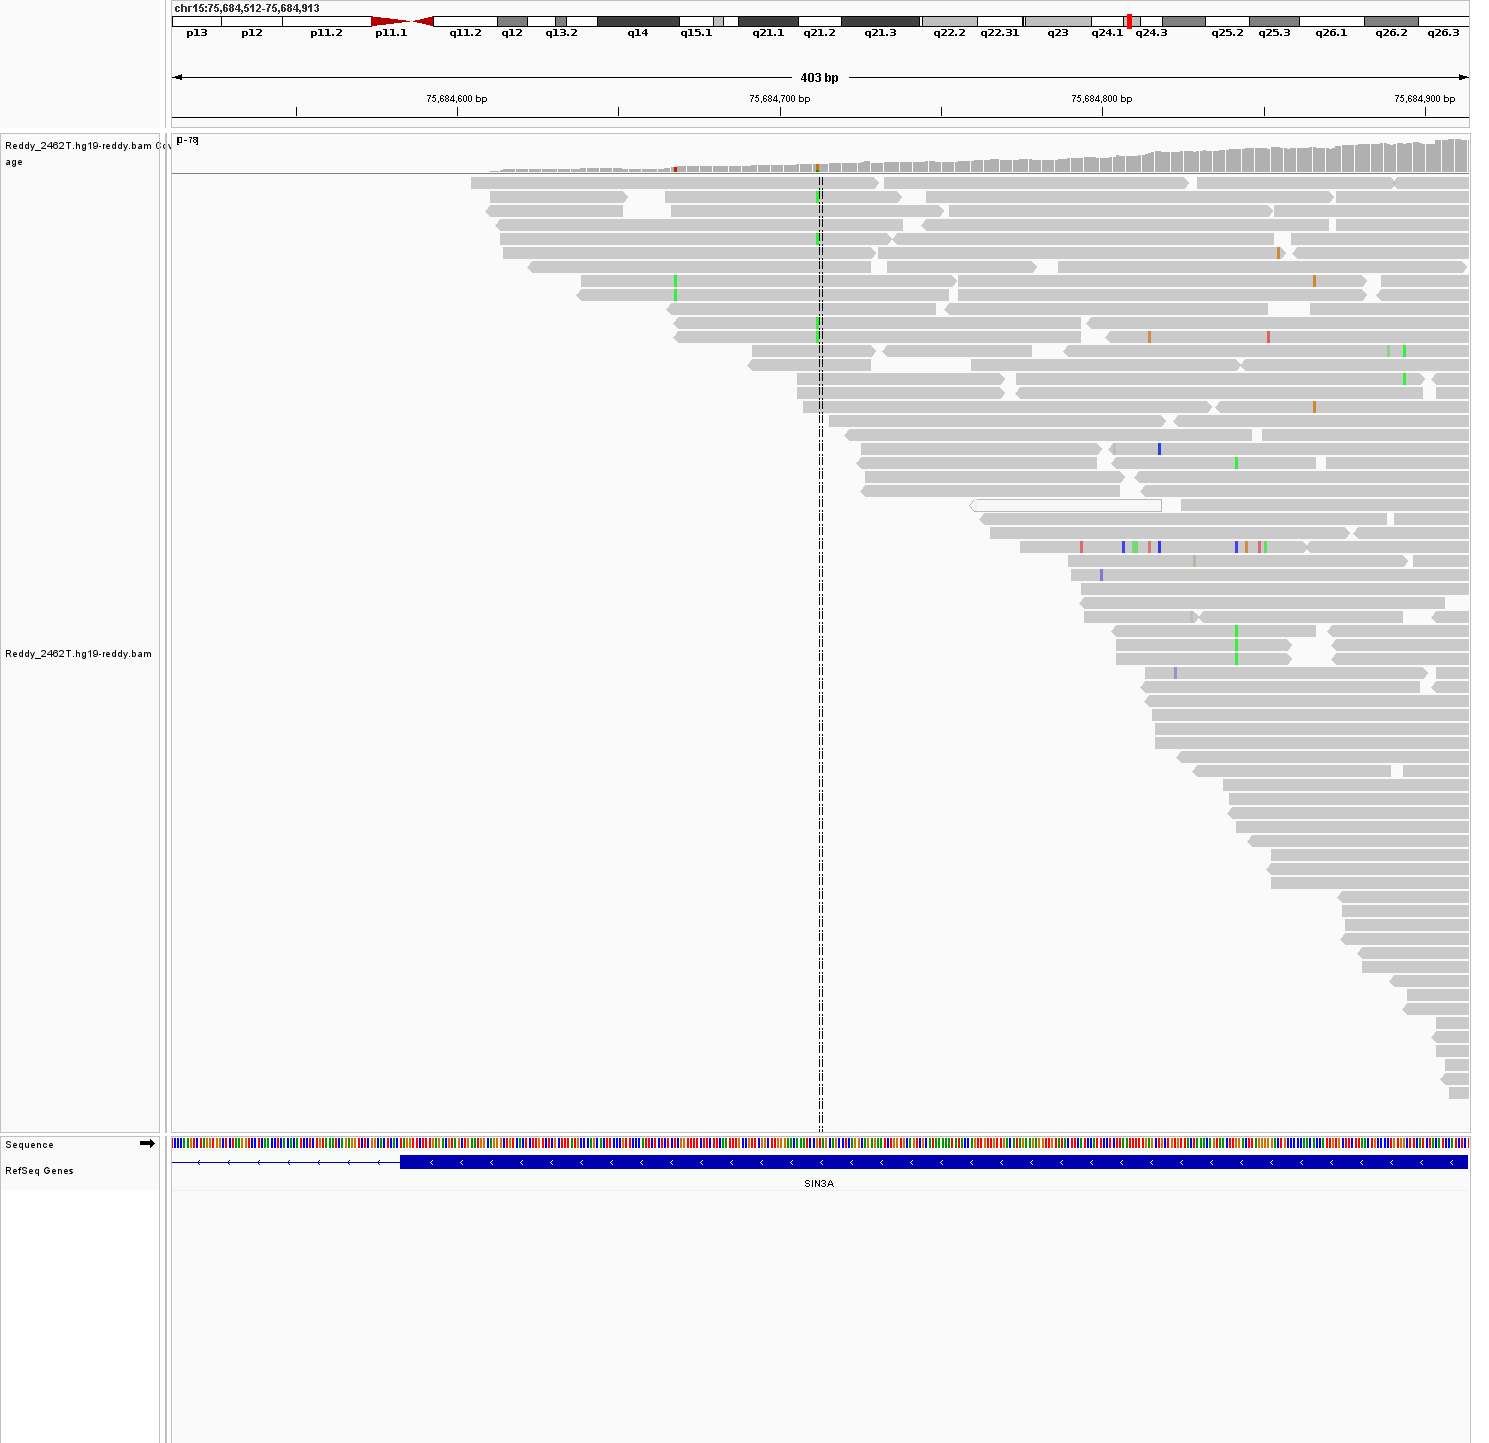 chr15:75,684,512-75,684,913
p13 p12 p11.2 p11.1 q11.2 q12 q13.2 q14 q15.1 q21.1 q21.2 q21.3 q22.2 q22.31 q23 q24.1 q24.3 q25.2 q25.3 q26.1 q26.2 q26.3
403 bp
75,684,600 bp 75,684,700 bp 75,684,800 bp 75,684,900 bp
Reddy_2462T.hg19-reddy.bam Cov
age
[0-78]
Reddy_2462T.hg19-reddy.bam
Sequence
RefSeq Genes
SIN3A